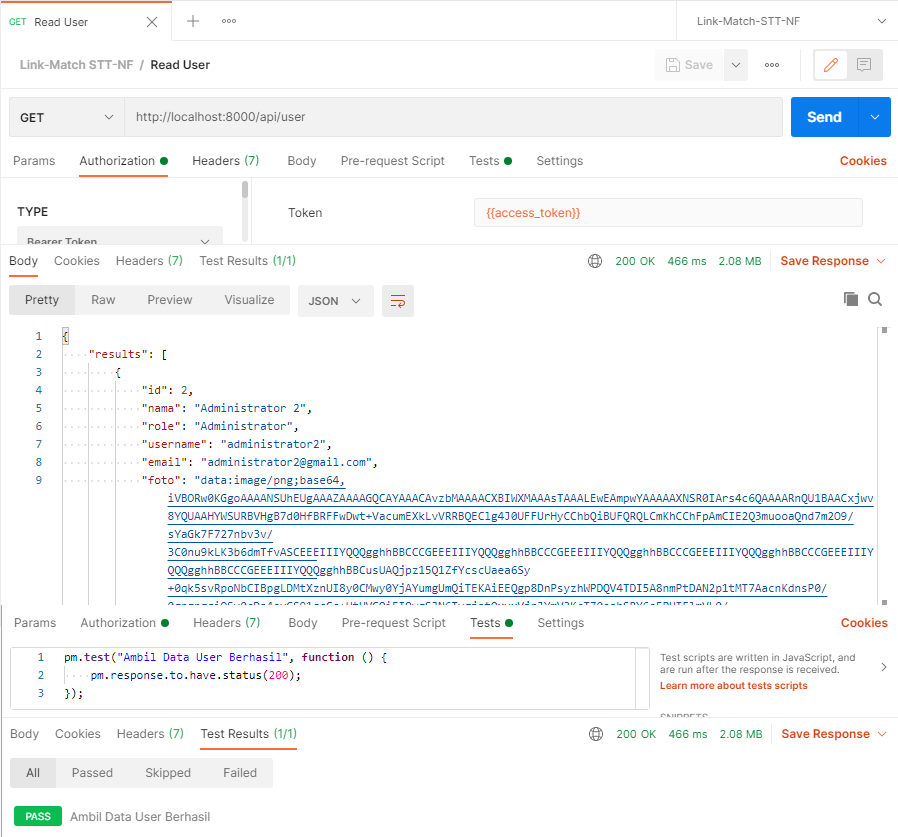 GET Read User
Link-Match-STT-NF
Link-Match STT-NF / Read User
Save
GET http://localhost:8000/api/user Send
Params Authorization Headers (7) Body Pre-request Script Tests Settings Cookies
TYPE
Bearer Token
Token {{access_token}}
Body Cookies Headers (7) Test Results (1/1) 200 OK 466 ms 2.08 MB Save Response
Pretty Raw Preview Visualize JSON
1 {
2 "results": [
3 {
4 "id": 2,
5 "nama": "Administrator 2",
6 "role": "Administrator",
7 "username": "administrator2",
8 "email": "administrator2@gmail.com",
9 "foto": "data:image/png;base64,
Params Authorization Headers (7) Body Pre-request Script Tests Settings Cookies
1 pm.test("Ambil Data User Berhasil", function () {
2 pm.response.to.have.status(200);
3 });
Test scripts are written in JavaScript, and
are run after the response is received.
Learn more about tests scripts
SNIPPETS
Body Cookies Headers (7) Test Results (1/1) 200 OK 466 ms 2.08 MB Save Response
All Passed Skipped Failed
PASS Ambil Data User Berhasil